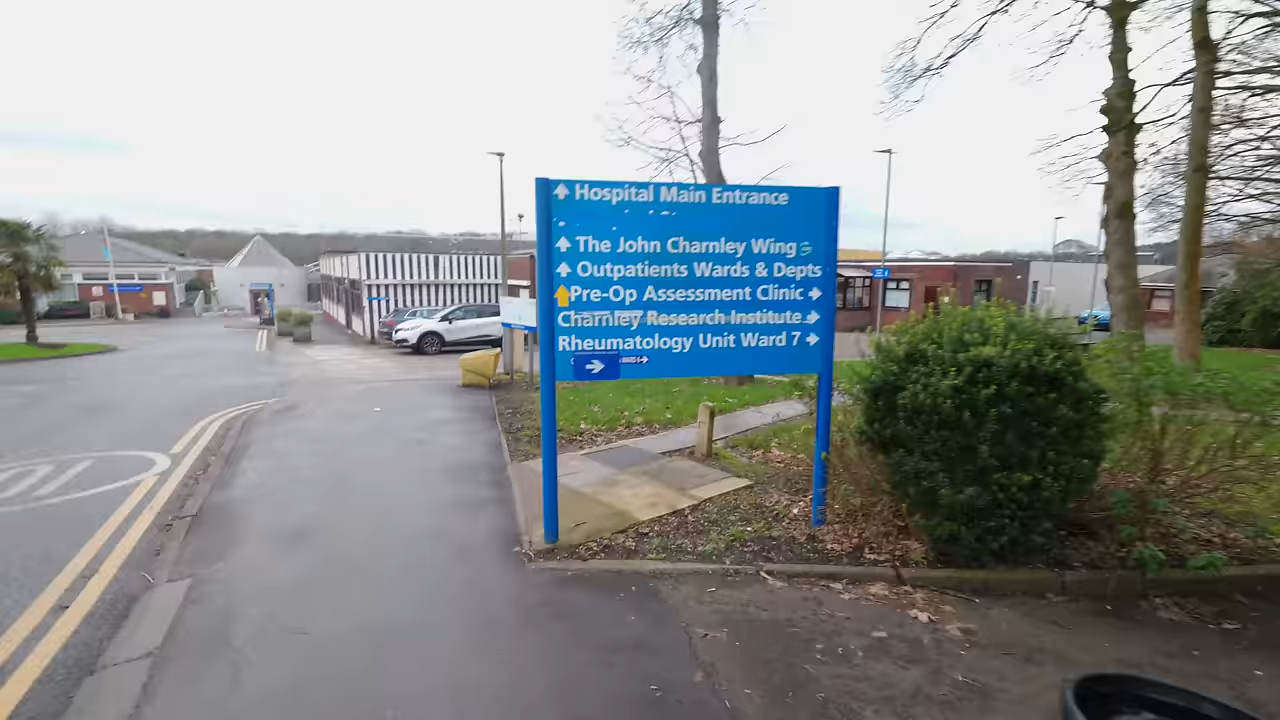 Hospital Main Entrance
The John Charnley Wing
Outpatients Wards & Depts
Pre-Op Assessment Clinic
Charnley Research Institute
Rheumatology Unit Ward 7